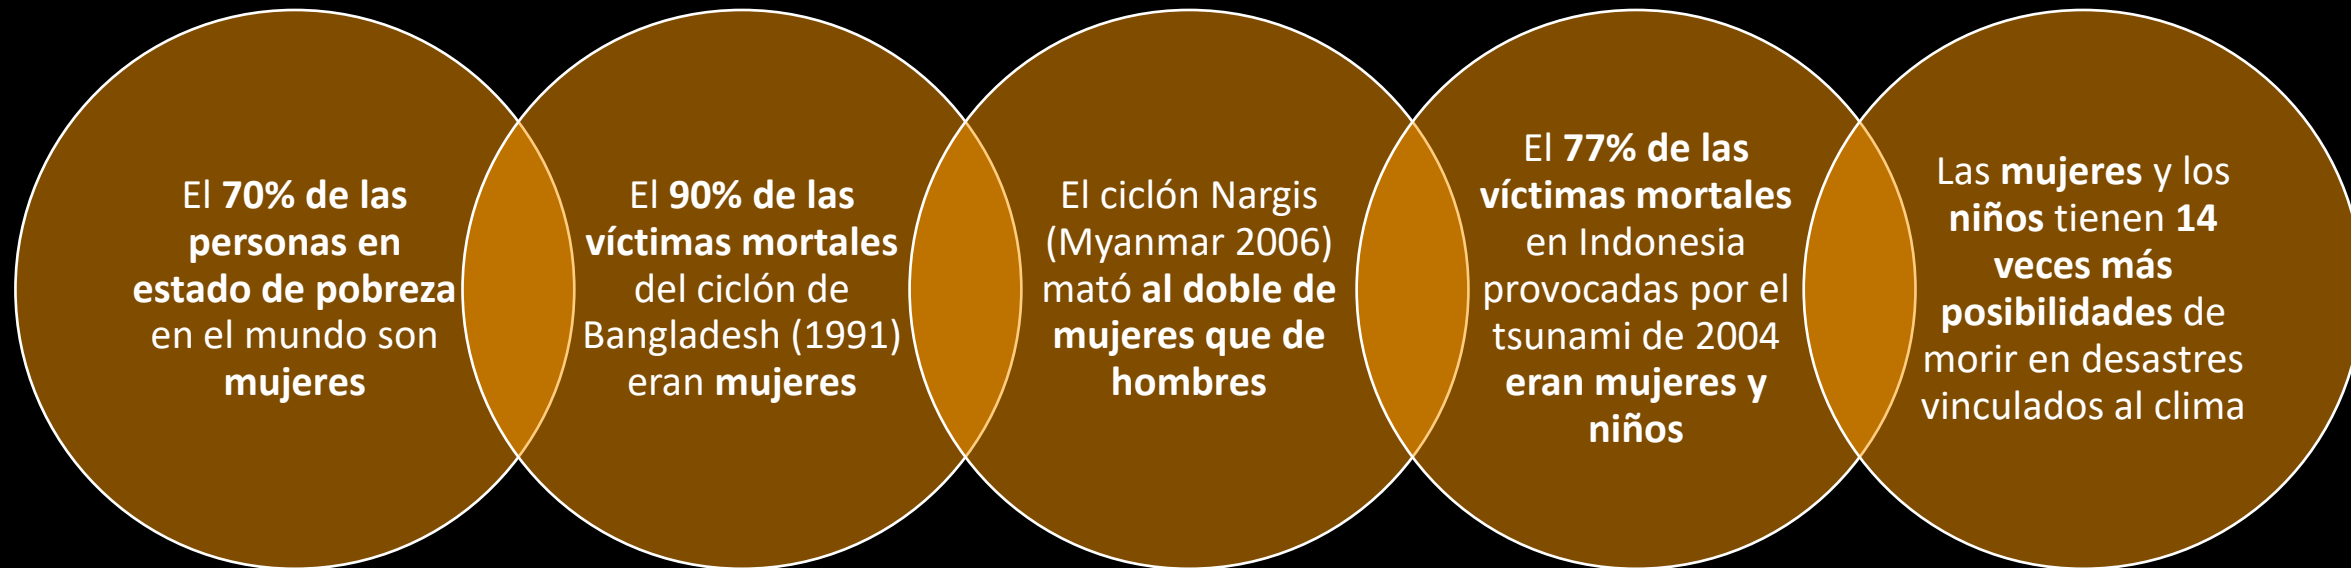 El 70% de las
personas en
estado de pobreza
en el mundo son
mujeres
El 90% de las
víctimas mortales
del ciclón de
Bangladesh (1991)
eran mujeres
El ciclón Nargis
(Myanmar 2006)
mató al doble de
mujeres que de
hombres
El 77% de las
víctimas mortales
en Indonesia
provocadas por el
tsunami de 2004
eran mujeres y
niños
Las mujeres y los
niños tienen 14
veces más
posibilidades de
morir en desastres
vinculados al clima